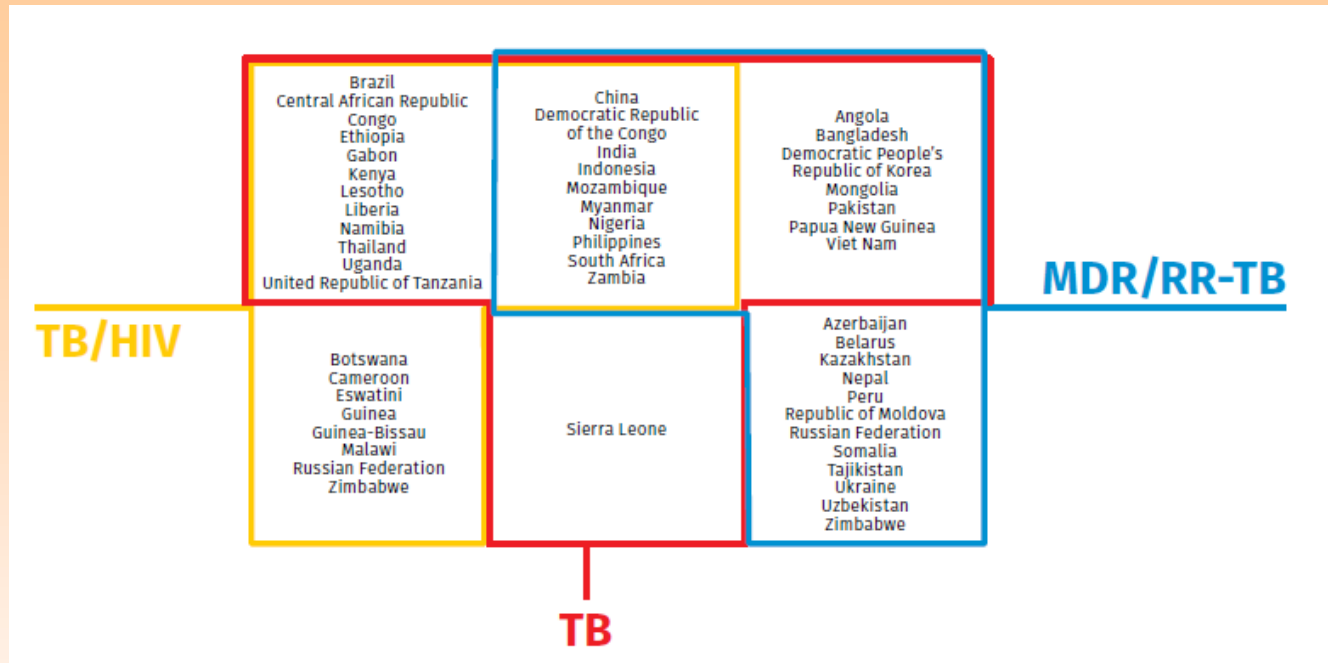 Brazil
Central African Republic
Congo
Ethiopia
Gabon
Kenya
Lesotho
Liberia
Namibia
Thailand
Uganda
United Republic of Tanzania
China
Democratic Republic
of the Congo
India
Indonesia
Mozambique
Myanmar
Nigeria
Philippines
South Africa
Zambia
Angola
Bangladesh
Democratic People's
Republic of Korea
Mongolia
Pakistan
Papua New Guinea
Viet Nam
MDR/RR-TB
TB/HIV
Botswana
Cameroon
Eswatini
Guinea
Guinea-Bissau
Malawi
Russian Federation
Zimbabwe
Sierra Leone
Azerbaijan
Belarus
Kazakhstan
Nepal
Peru
Republic of Moldova
Russian Federation
Somalia
Tajikistan
Ukraine
Uzbekistan
Zimbabwe
TB